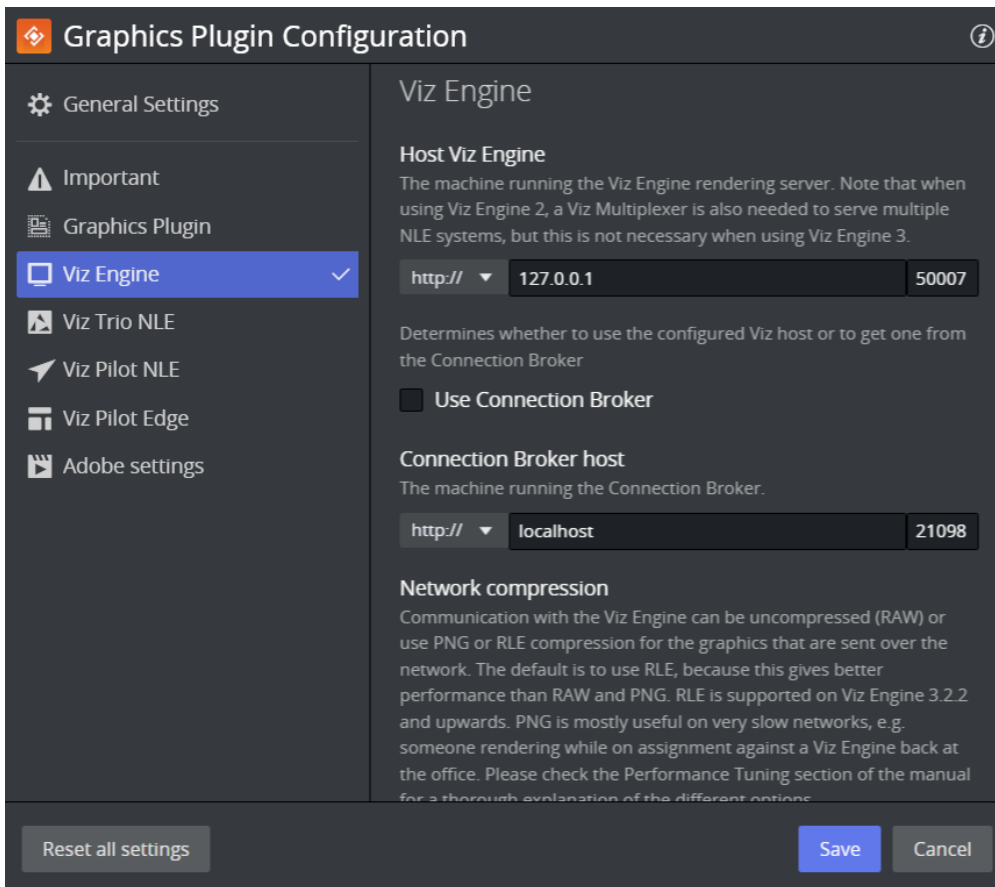 Graphics Plugin Configuration
General Settings
Important
Graphics Plugin
Viz Engine
Viz Trio NLE
Viz Pilot NLE
Viz Pilot Edge
Adobe settings
Viz Engine
Host Viz Engine
The machine running the Viz Engine rendering server. Note that when
using Viz Engine 2, a Viz Multiplexer is also needed to serve multiple
NLE systems, but this is not necessary when using Viz Engine 3.
http:// 127.0.0.1 50007
Determines whether to use the configured Viz host or to get one from
the Connection Broker
Use Connection Broker
Connection Broker host
The machine running the Connection Broker.
http:// localhost 21098
Network compression
Communication with the Viz Engine can be uncompressed (RAW) or
use PNG or RLE compression for the graphics that are sent over the
network. The default is to use RLE, because this gives better
performance than RAW and PNG. RLE is supported on Viz Engine 3.2.2
and upwards. PNG is mostly useful on very slow networks, e.g.
someone rendering while on assignment against a Viz Engine back at
the office. Please check the Performance Tuning section of the manual
for a thorough explanation of the different options.
Reset all settings
Save
Cancel